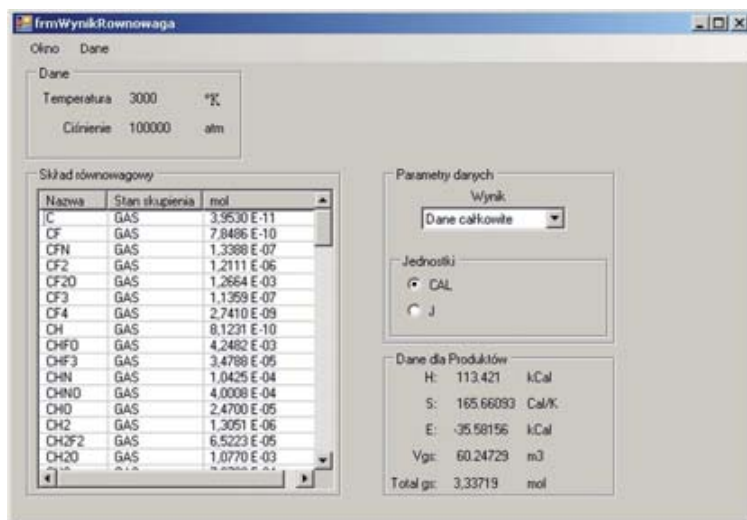 frmWynikRownowaga
Okno Dane
Dane
Temperatura 3000 °K
Ciśnienie 100000 atm
Skład równowagowy
Nazwa Stan skupienia mol
C GAS 3,9530 E-11
CF GAS 7,8486 E-10
CFN GAS 1,3388 E-07
CF2 GAS 1,2111 E-06
CF2O GAS 1,2664 E-03
CF3 GAS 1,1359 E-07
CF4 GAS 2,7410 E-09
CH GAS 8,1231 E-10
CHFO GAS 4,2482 E-03
CHF3 GAS 3,4788 E-05
CHN GAS 1,0425 E-04
CHNO GAS 4,0008 E-04
CHO GAS 2,4700 E-05
CH2 GAS 1,3051 E-06
CH2F2 GAS 6,5223 E-05
CH2O GAS 1,0770 E-03
Parametry danych
Wynik
Dane całkowite
Jednostki
CAL
J
Dane dla Produktów
H: 113.421 kCal
S: 165.66093 Cal/K
E: -35.58156 kCal
Vgs: 60.24729 m3
Total gs: 3,33719 mol